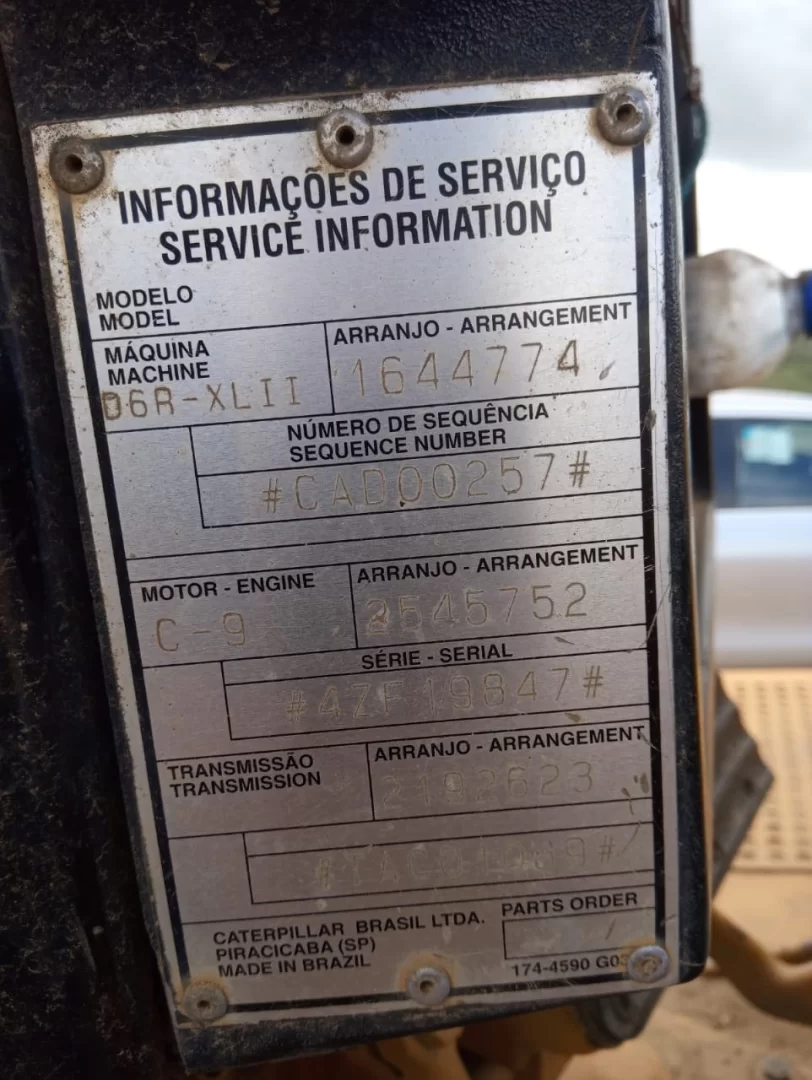 INFORMAÇÕES DE SERVIÇO
SERVICE INFORMATION
MODELO
MODEL
MÁQUINA
MACHINE
D6R-XLII
ARRANJO - ARRANGEMENT
1644774
NÚMERO DE SEQUÊNCIA
SEQUENCE NUMBER
#CAD00257#
MOTOR - ENGINE
C-9
ARRANJO - ARRANGEMENT
2545752
SÉRIE - SERIAL
#4ZF19847#
TRANSMISSÃO
TRANSMISSION
ARRANJO - ARRANGEMENT
2192623
CATERPILLAR BRASIL LTDA.
PIRACICABA (SP)
MADE IN BRAZIL
PARTS ORDER
174-4590